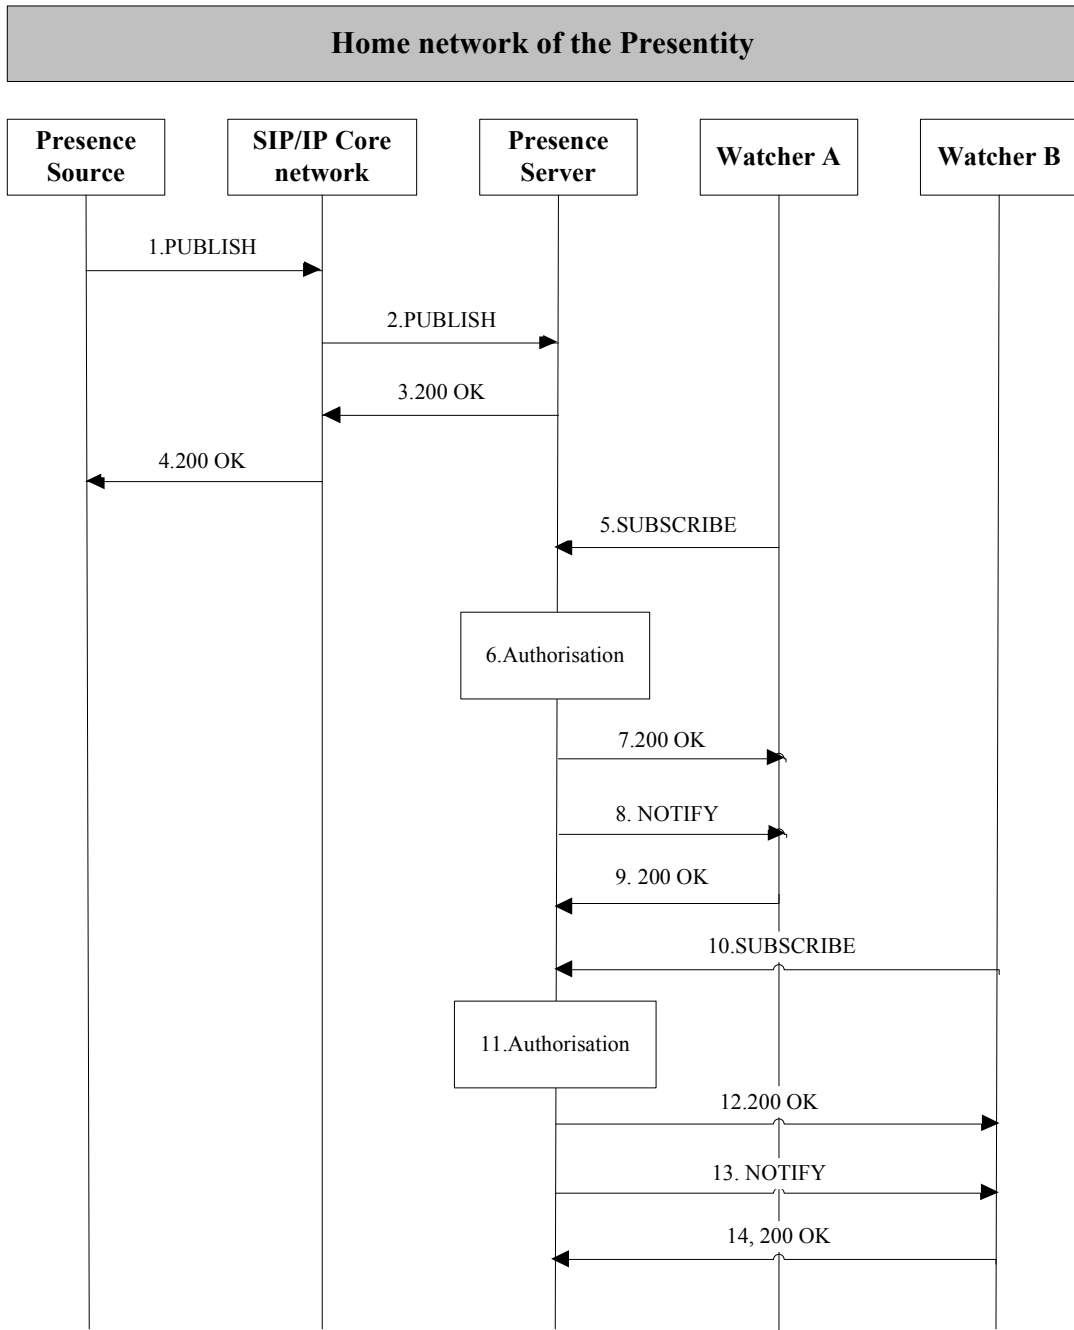 Home network of the Presentity
Presence
Source
SIP/IP Core
network
Presence
Server
Watcher A
Watcher B
1.PUBLISH
2.PUBLISH
3.200 OK
4.200 OK
5.SUBSCRIBE
6.Authorisation
7.200 OK
8. NOTIFY
9. 200 OK
10.SUBSCRIBE
11.Authorisation
12.200 OK
13. NOTIFY
14, 200 OK